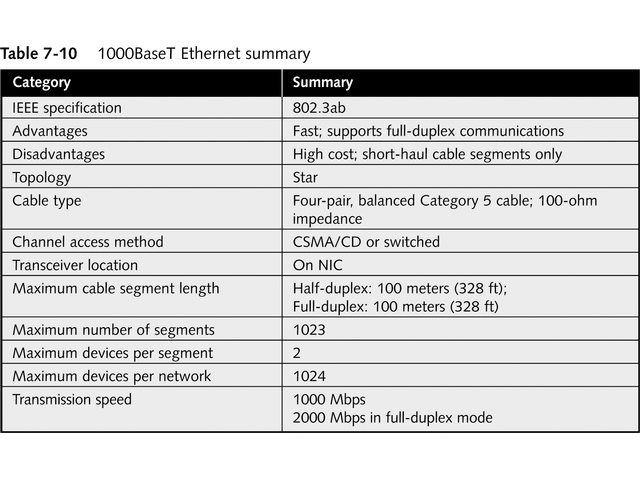 Table 7-10 1000BaseT Ethernet summary
Category Summary
IEEE specification 802.3ab
Advantages Fast; supports full-duplex communications
Disadvantages High cost; short-haul cable segments only
Topology Star
Cable type Four-pair, balanced Category 5 cable; 100-ohm
impedance
Channel access method CSMA/CD or switched
Transceiver location On NIC
Maximum cable segment length Half-duplex: 100 meters (328 ft);
Full-duplex: 100 meters (328 ft)
Maximum number of segments 1023
Maximum devices per segment 2
Maximum devices per network 1024
Transmission speed 1000 Mbps
2000 Mbps in full-duplex mode